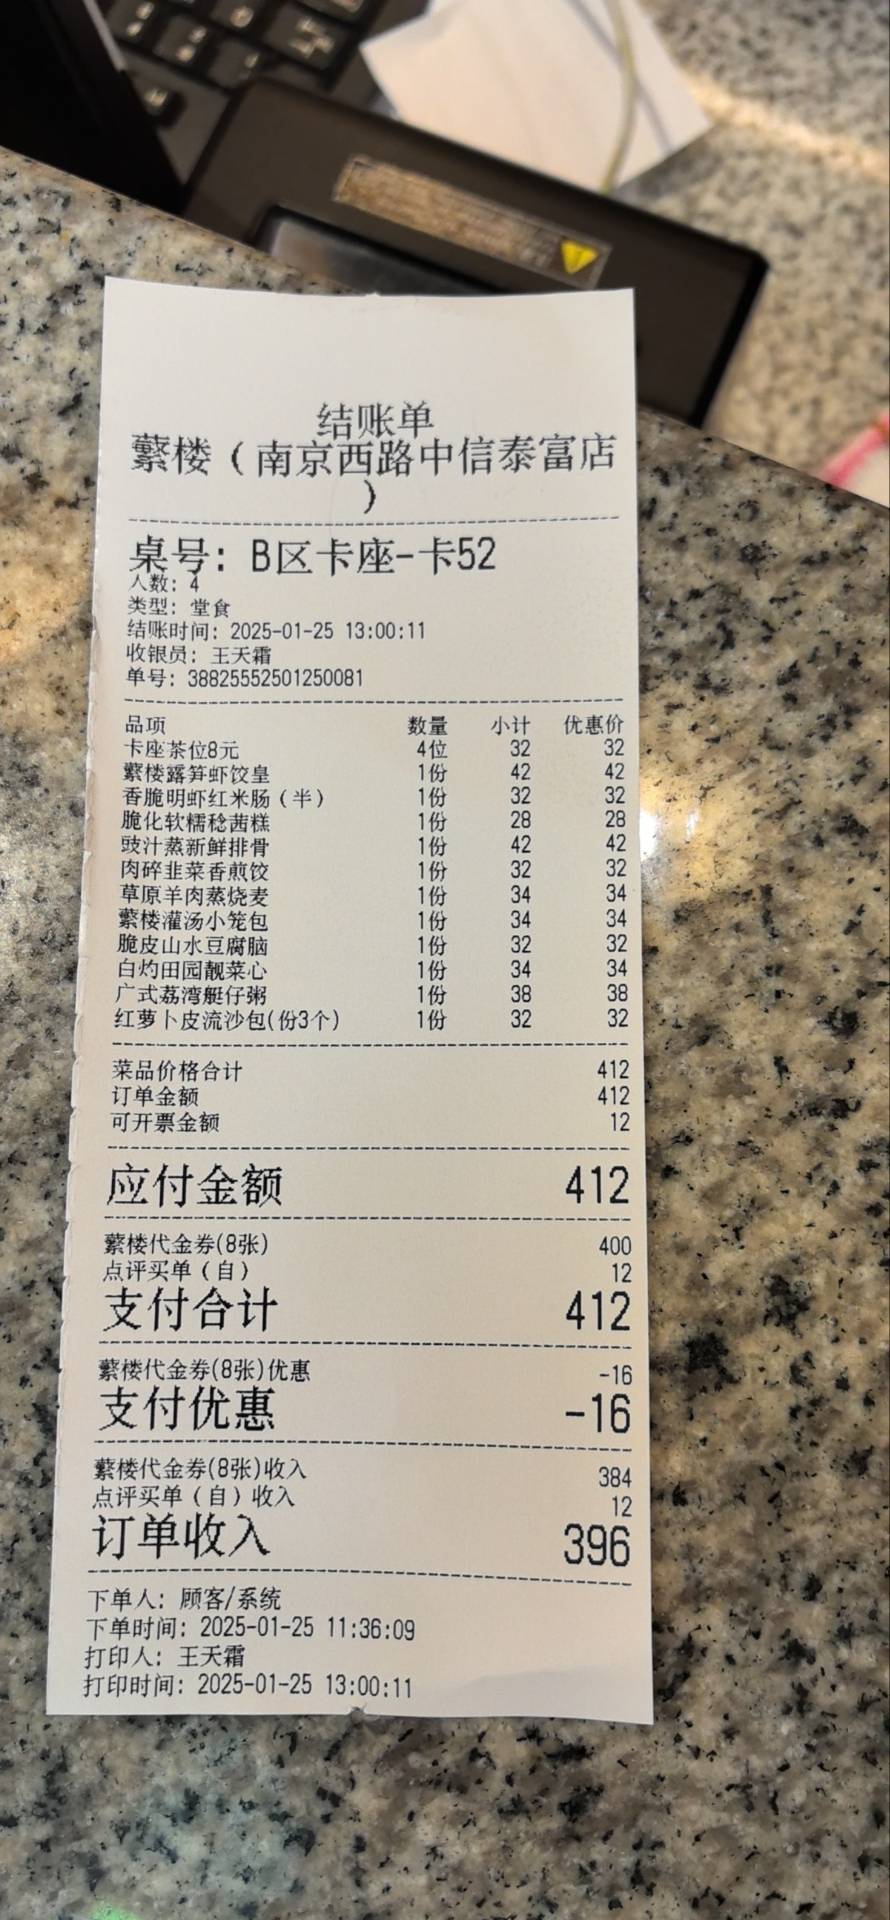 结账单
蘩楼（南京西路中信泰富店
）
桌号：B区卡座-卡52
人数：4
类型：堂食
结账时间：2025-01-25 13:00:11
收银员：王天霜
单号：38825552501250081
品项 数量 小计 优惠价
卡座茶位8元 4位 32 32
蘩楼露笋虾饺皇 1份 42 42
香脆明虾红米肠（半） 1份 32 32
脆化软糯稔茜糕 1份 28 28
豉汁蒸新鲜排骨 1份 42 42
肉碎韭菜香煎饺 1份 32 32
草原羊肉蒸烧麦 1份 34 34
蘩楼灌汤小笼包 1份 34 34
脆皮山水豆腐脑 1份 32 32
白灼田园靓菜心 1份 34 34
广式荔湾艇仔粥 1份 38 38
红萝卜皮流沙包(份3个) 1份 32 32
菜品价格合计 412
订单金额 412
可开票金额 12
应付金额 412
蘩楼代金券(8张) 400
点评买单（自） 12
支付合计 412
蘩楼代金券(8张)优惠 -16
支付优惠 -16
蘩楼代金券(8张)收入 384
点评买单（自）收入 12
订单收入 396
下单人：顾客/系统
下单时间：2025-01-25 11:36:09
打印人：王天霜
打印时间：2025-01-25 13:00:11